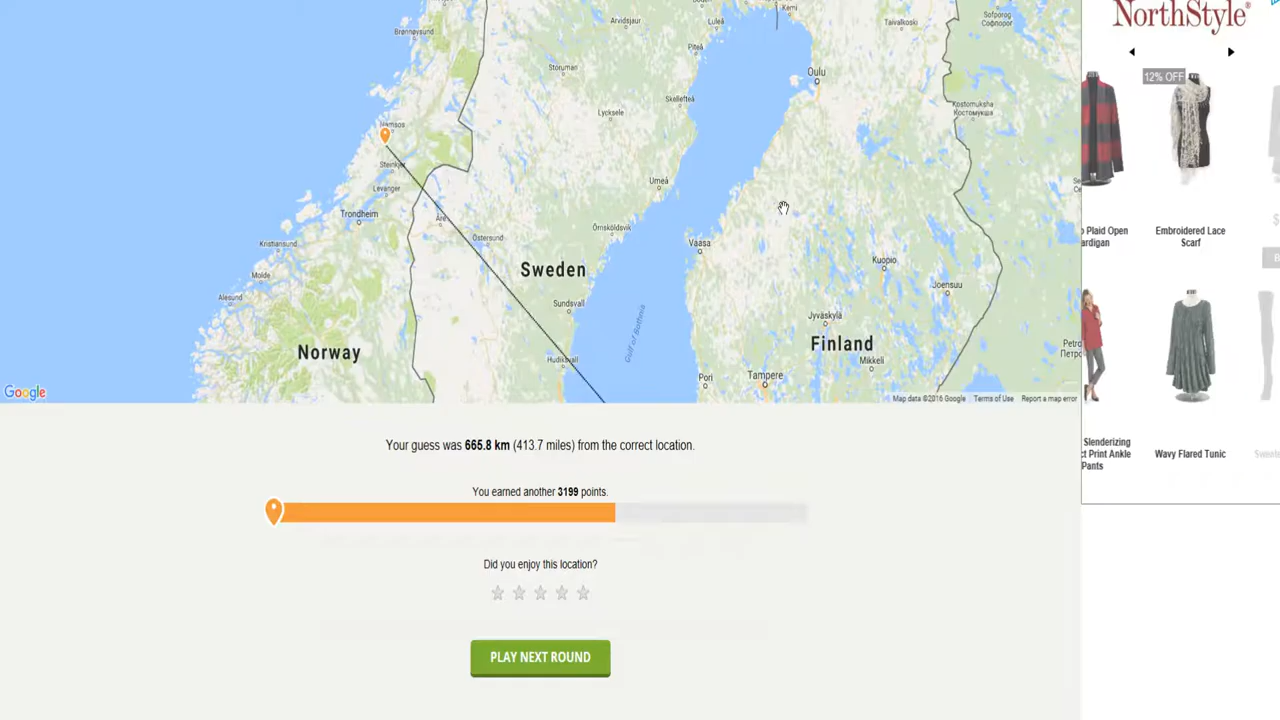 Brønnøysund
Arvidsjaur
Luleå
Kemi
Taivalkoski
Софорог
Piteå
Storuman
Oulu
Skellefteå
Lycksele
Kostomuksha
Костомукша
Namsos
Steinkjer
Levanger
Umeå
Trondheim
Åre
Östersund
Örnsköldsvik
Vaasa
Kristiansund
Kuopio
Molde
Sweden
Joensuu
Ålesund
Sundsvall
Gulf of Bothnia
Jyväskylä
Norway
Finland
Hudiksvall
Mikkeli
Tampere
Pori
Google
Map data ©2016 Google
Terms of Use
Report a map error
Your guess was 665.8 km (413.7 miles) from the correct location.
You earned another 3199 points.
Did you enjoy this location?
PLAY NEXT ROUND
NorthStyle®
12% OFF
Plaid Open
Embroidered Lace
Scarf
Slenderizing
Print Ankle
Pants
Wavy Flared Tunic